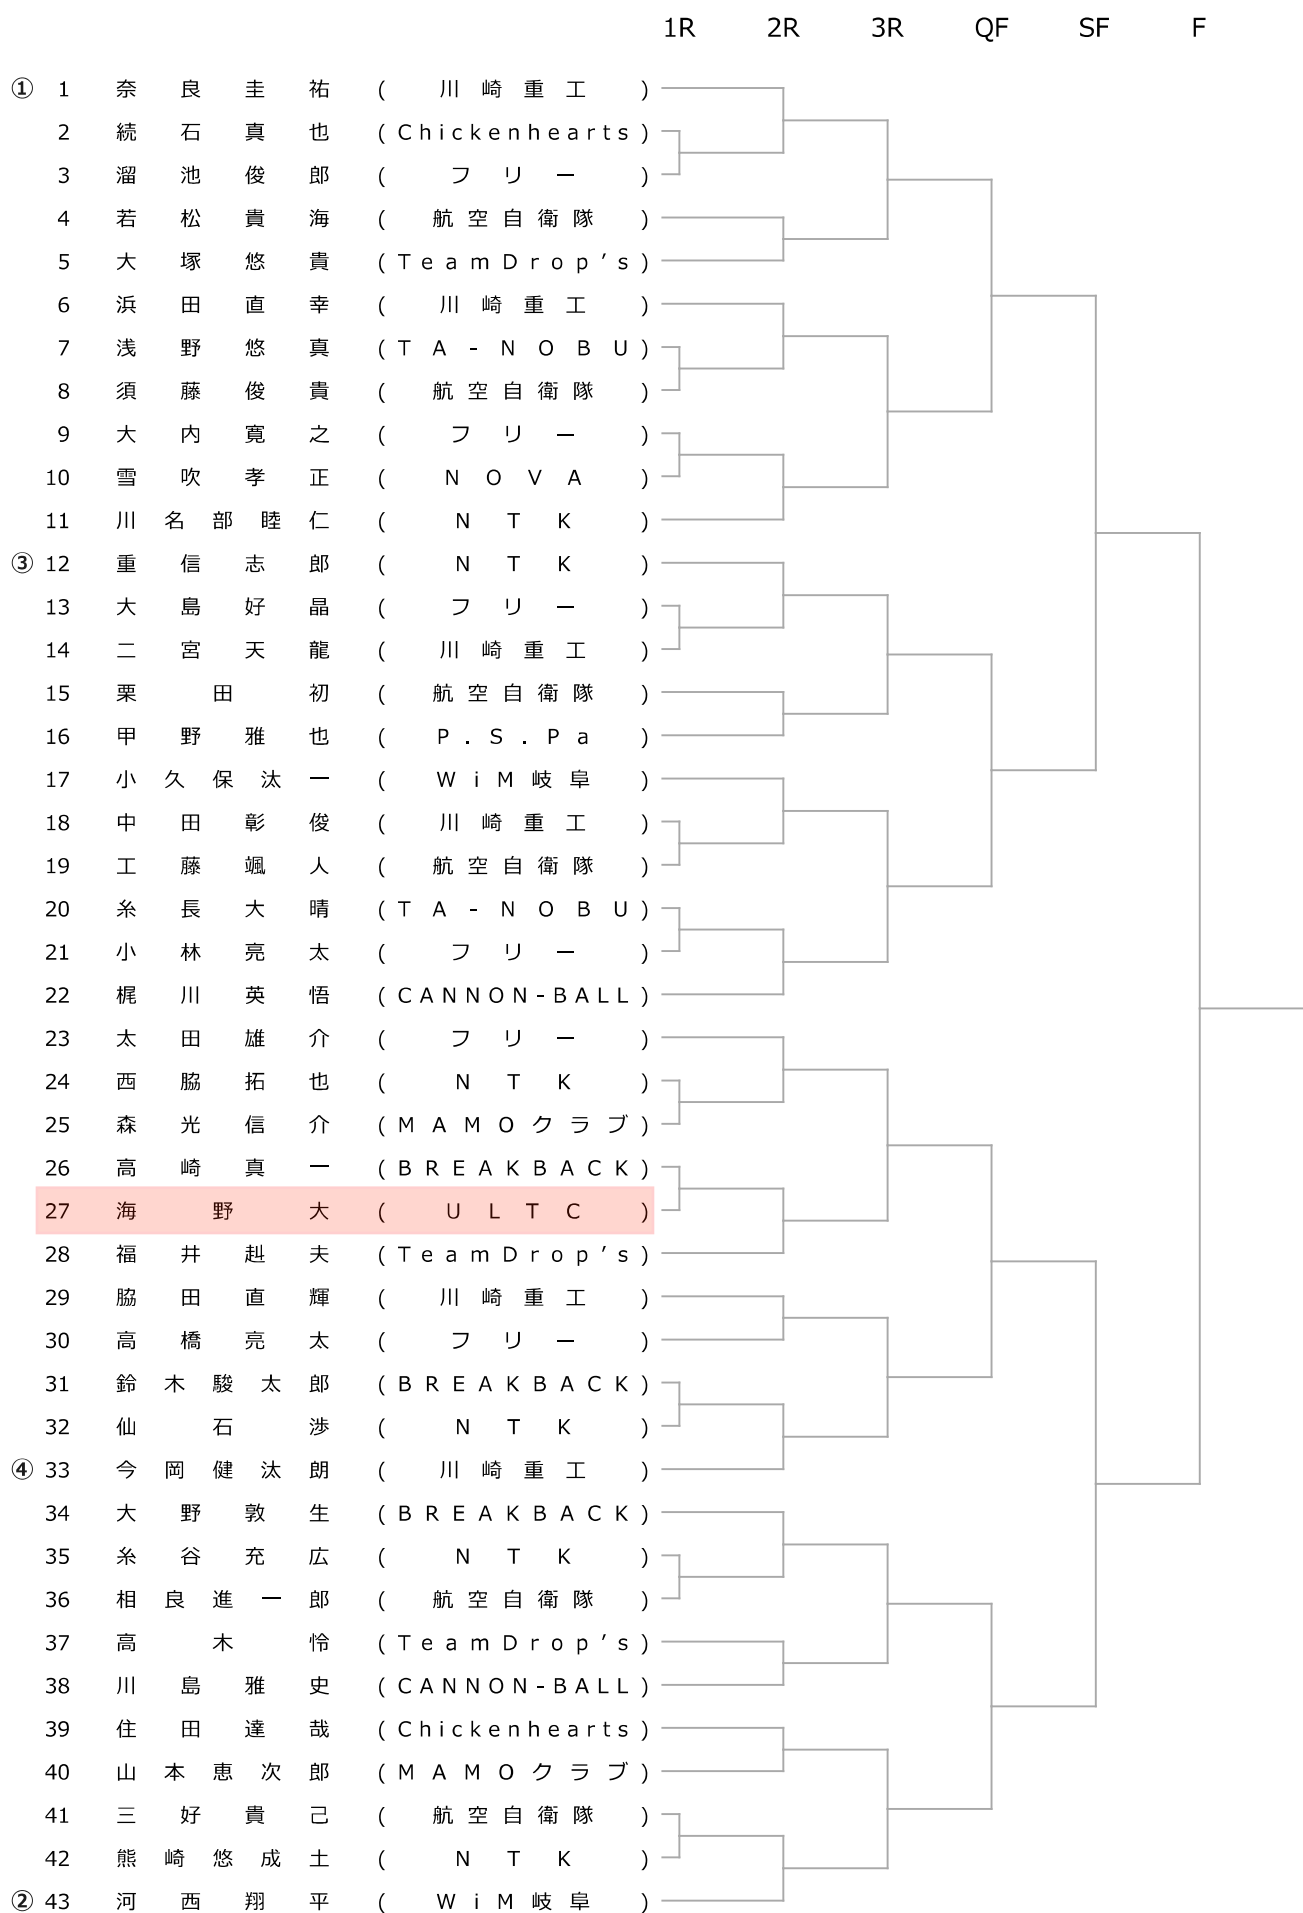 1R 2R 3R QF SF F
① 1 奈良圭祐 (川崎重工)
2 続石真也 (Chickenhearts)
3 溜池俊郎 (フリー)
4 若松貴海 (航空自衛隊)
5 大塚悠貴 (TeamDrop's)
6 浜田直幸 (川崎重工)
7 浅野悠真 (TA-NOBU)
8 須藤俊貴 (航空自衛隊)
9 大内寛之 (フリー)
10 雪吹孝正 (NOVA)
11 川名部睦仁 (NTK)
③ 12 重信志郎 (NTK)
13 大島好晶 (フリー)
14 二宮天龍 (川崎重工)
15 栗田初 (航空自衛隊)
16 甲野雅也 (P.S.Pa)
17 小久保汰一 (WiM岐阜)
18 中田彰俊 (川崎重工)
19 工藤颯人 (航空自衛隊)
20 糸長大晴 (TA-NOBU)
21 小林亮太 (フリー)
22 梶川英悟 (CANNON-BALL)
23 太田雄介 (フリー)
24 西脇拓也 (NTK)
25 森光信介 (MAMOクラブ)
26 高崎真一 (BREAKBACK)
27 海野大 (ULTC)
28 福井赳夫 (TeamDrop's)
29 脇田直輝 (川崎重工)
30 高橋亮太 (フリー)
31 鈴木駿太郎 (BREAKBACK)
32 仙石渉 (NTK)
④ 33 今岡健汰朗 (川崎重工)
34 大野敦生 (BREAKBACK)
35 糸谷充広 (NTK)
36 相良進一郎 (航空自衛隊)
37 高木怜 (TeamDrop's)
38 川島雅史 (CANNON-BALL)
39 住田達哉 (Chickenhearts)
40 山本恵次郎 (MAMOクラブ)
41 三好貴己 (航空自衛隊)
42 熊崎悠成土 (NTK)
② 43 河西翔平 (WiM岐阜)